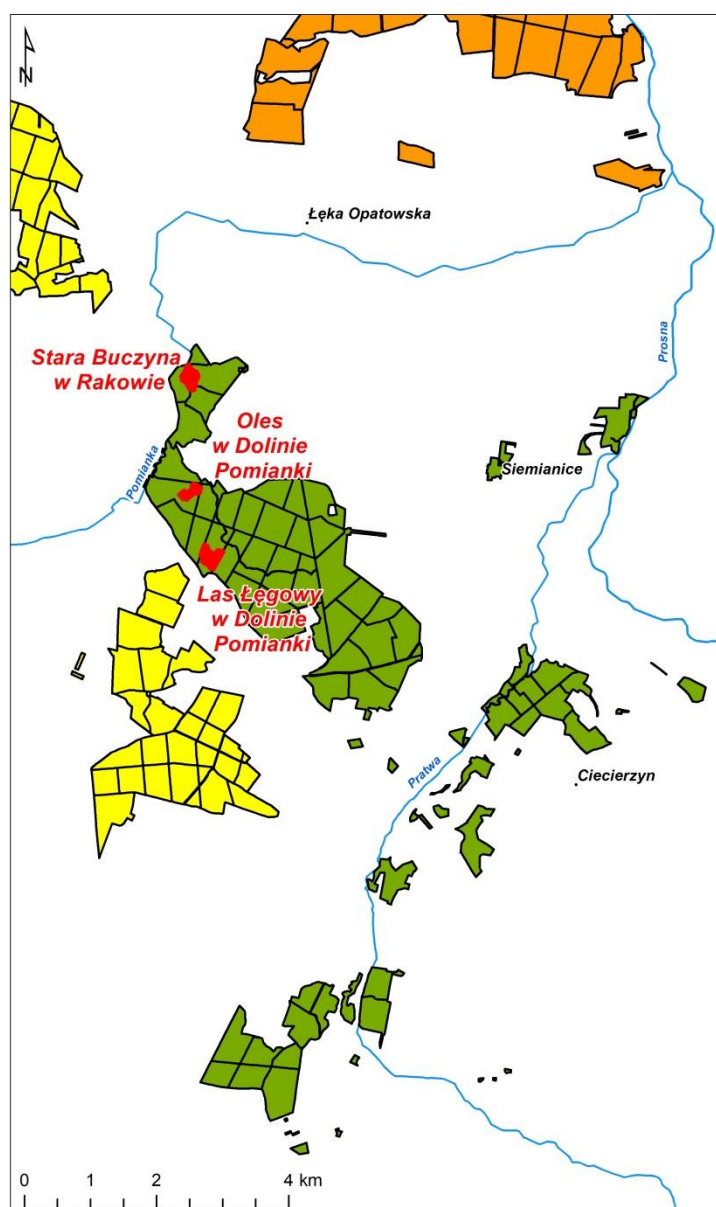 N
Łęka Opatowska
Prosna
Stara Buczyna
w Rakowie
Oles
w Dolinie
Pomianki
Pomianka
Siemianice
Las Łęgowy
w Dolinie
Pomianki
Pratwa
Ciecierzyn
0 1 2 4 km